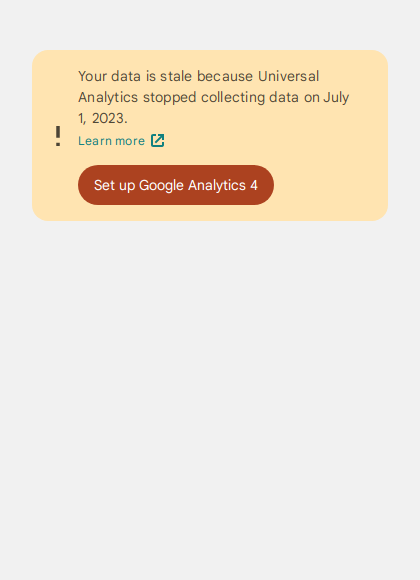 Your data is stale because Universal
Analytics stopped collecting data on July
1, 2023.
!
Learn more
Set up Google Analytics 4